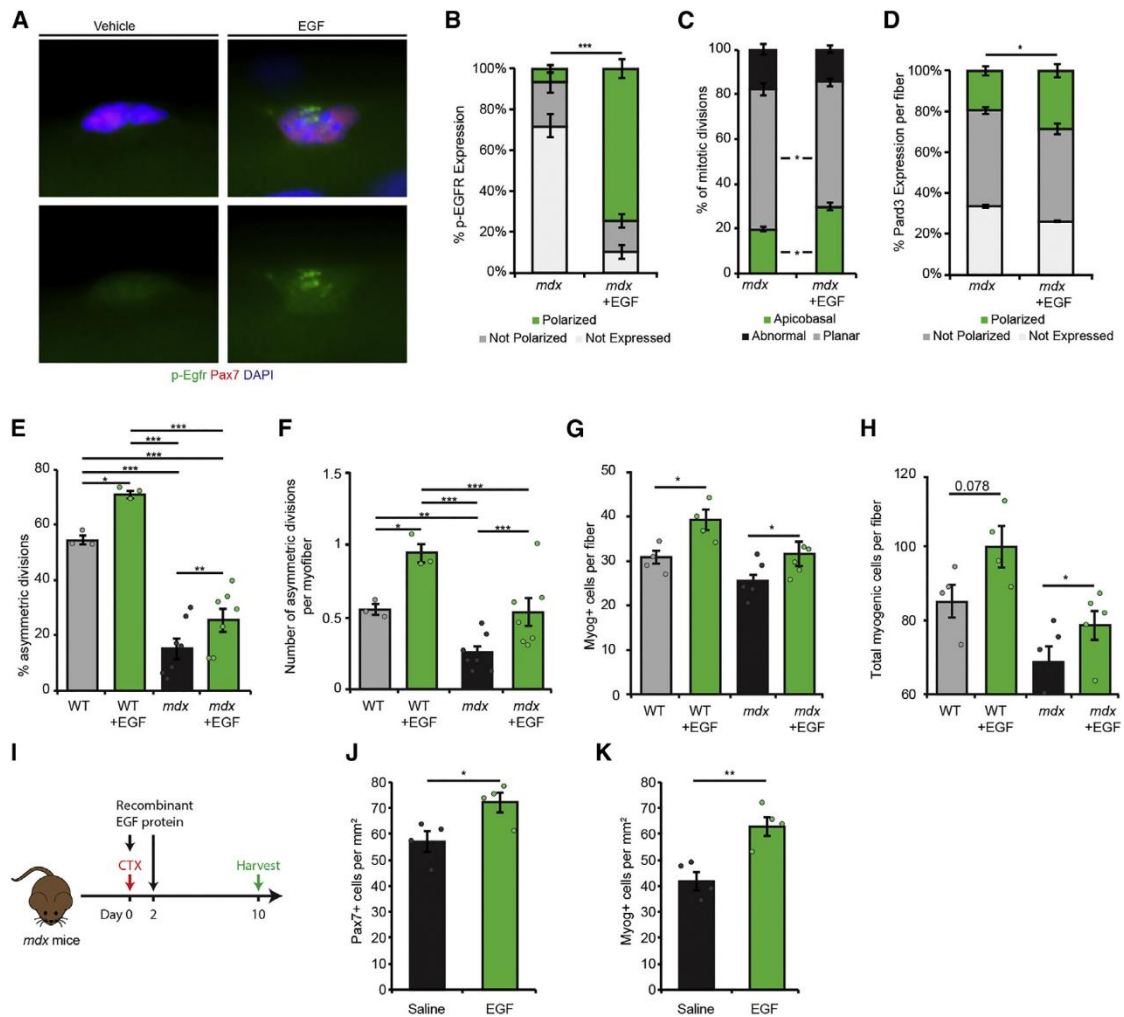 A
Vehicle
EGF
p-Egfr Pax7 DAPI
B
***
% p-EGFR Expression
100%
80%
60%
40%
20%
0%
mdx
mdx
+EGF
Polarized
Not Polarized
Not Expressed
C
% of mitotic divisions
100
80
60
40
20
0
*
*
mdx
mdx
+EGF
Apicobasal
Abnormal
Planar
D
*
% Pard3 Expression per fiber
100%
80%
60%
40%
20%
0%
mdx
mdx
+EGF
Polarized
Not Polarized
Not Expressed
E
***
***
***
***
*
**
% asymmetric divisions
80
60
40
20
0
WT
WT
+EGF
mdx
mdx
+EGF
F
***
***
**
*
***
Number of asymmetric divisions
per myofiber
1.5
1
0.5
0
WT
WT
+EGF
mdx
mdx
+EGF
G
*
*
Myog+ cells per fiber
50
40
30
20
10
0
WT
WT
+EGF
mdx
mdx
+EGF
H
0.078
*
Total myogenic cells per fiber
120
100
80
60
WT
WT
+EGF
mdx
mdx
+EGF
I
Recombinant
EGF protein
CTX
Harvest
Day 0
2
10
mdx mice
J
*
Pax7+ cells per mm²
80
70
60
50
40
30
20
10
0
Saline
EGF
K
**
Myog+ cells per mm²
80
70
60
50
40
30
20
10
0
Saline
EGF